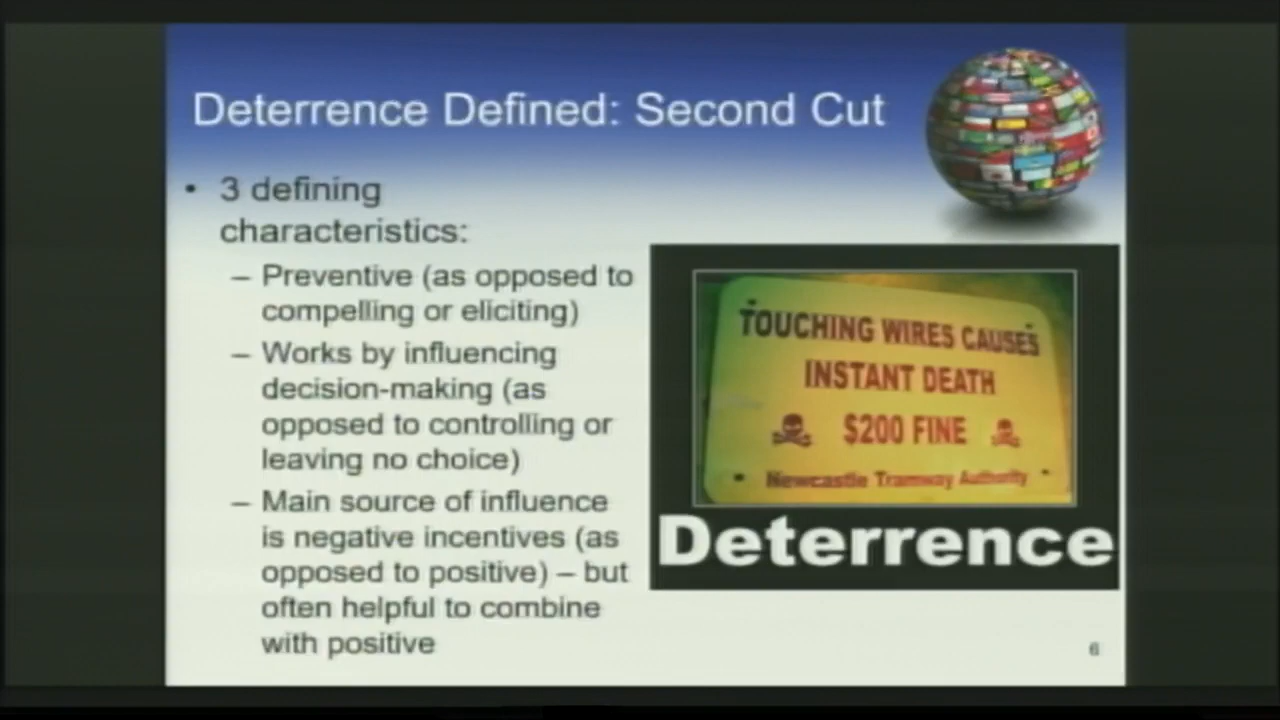 Deterrence Defined: Second Cut
• 3 defining
characteristics:
– Preventive (as opposed to
compelling or eliciting)
– Works by influencing
decision-making (as
opposed to controlling or
leaving no choice)
– Main source of influence
is negative incentives (as
opposed to positive) – but
often helpful to combine
with positive
TOUCHING WIRES CAUSES
INSTANT DEATH
$200 FINE
Newcastle Tramway Authority
Deterrence
6